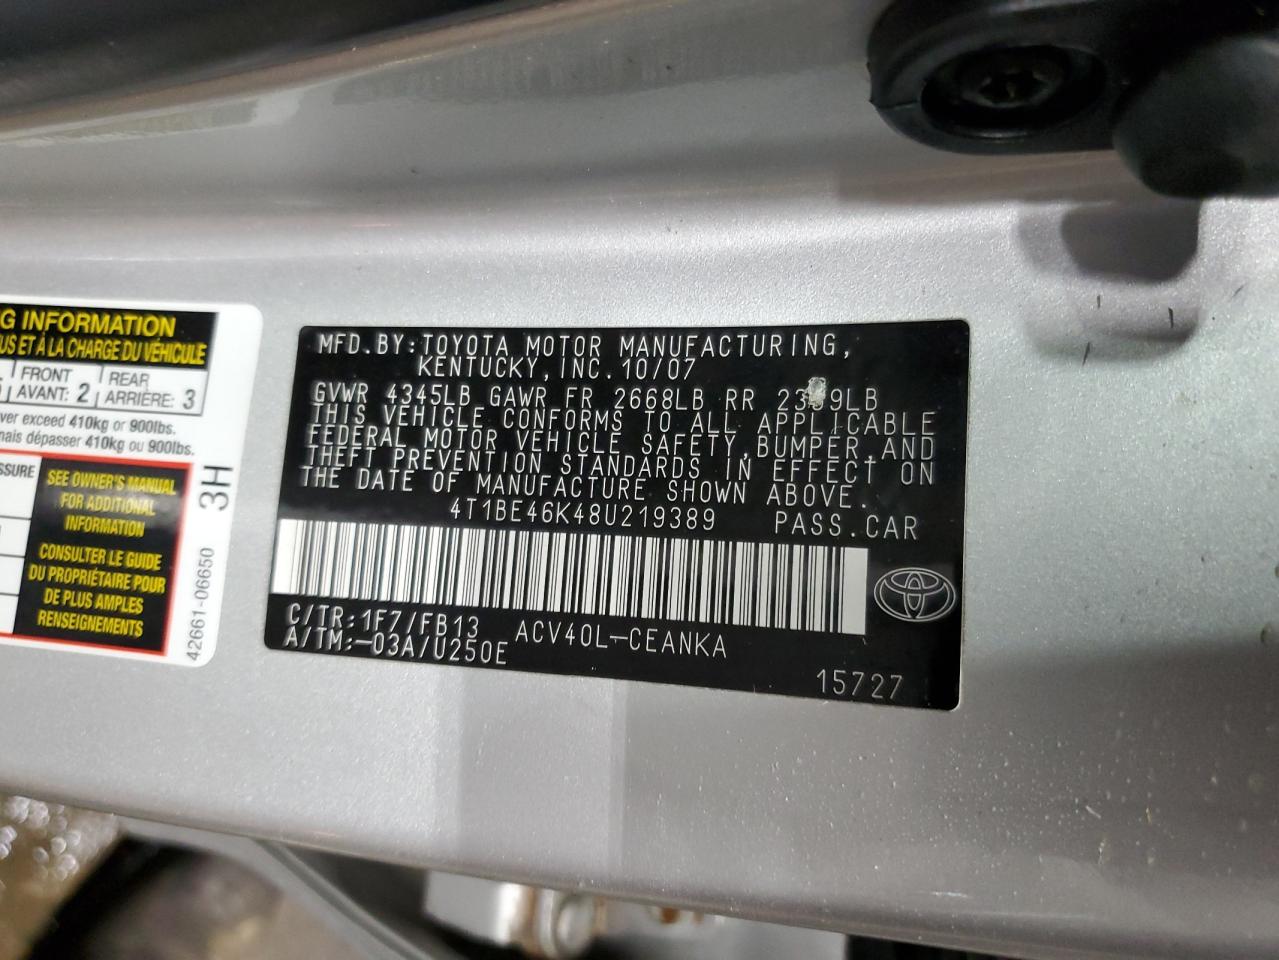 G INFORMATION
US ET À LA CHARGE DU VÉHICULE
FRONT
AVANT: 2
REAR
ARRIÈRE: 3
ver exceed 410kg or 900lbs.
mais dépasser 410kg ou 900lbs.
SSURE
SEE OWNER'S MANUAL
FOR ADDITIONAL
INFORMATION
CONSULTER LE GUIDE
DU PROPRIÉTAIRE POUR
DE PLUS AMPLES
RENSEIGNEMENTS
3H
42661-06650
MFD.BY:TOYOTA MOTOR MANUFACTURING,
KENTUCKY,INC.10/07
GVWR 4345LB GAWR FR 2668LB RR
THIS VEHICLE CONFORMS TO ALL APPLICABLE
FEDERAL MOTOR VEHICLE SAFETY,BUMPER,AND
THEFT PREVENTION STANDARDS IN EFFECT ON
THE DATE OF MANUFACTURE SHOWN ABOVE.
4T1BE46K48U219389 PASS.CAR
C/TR:1F7/FB13 ACV40L-CEANKA
A/TM:-03A/U250E
15727